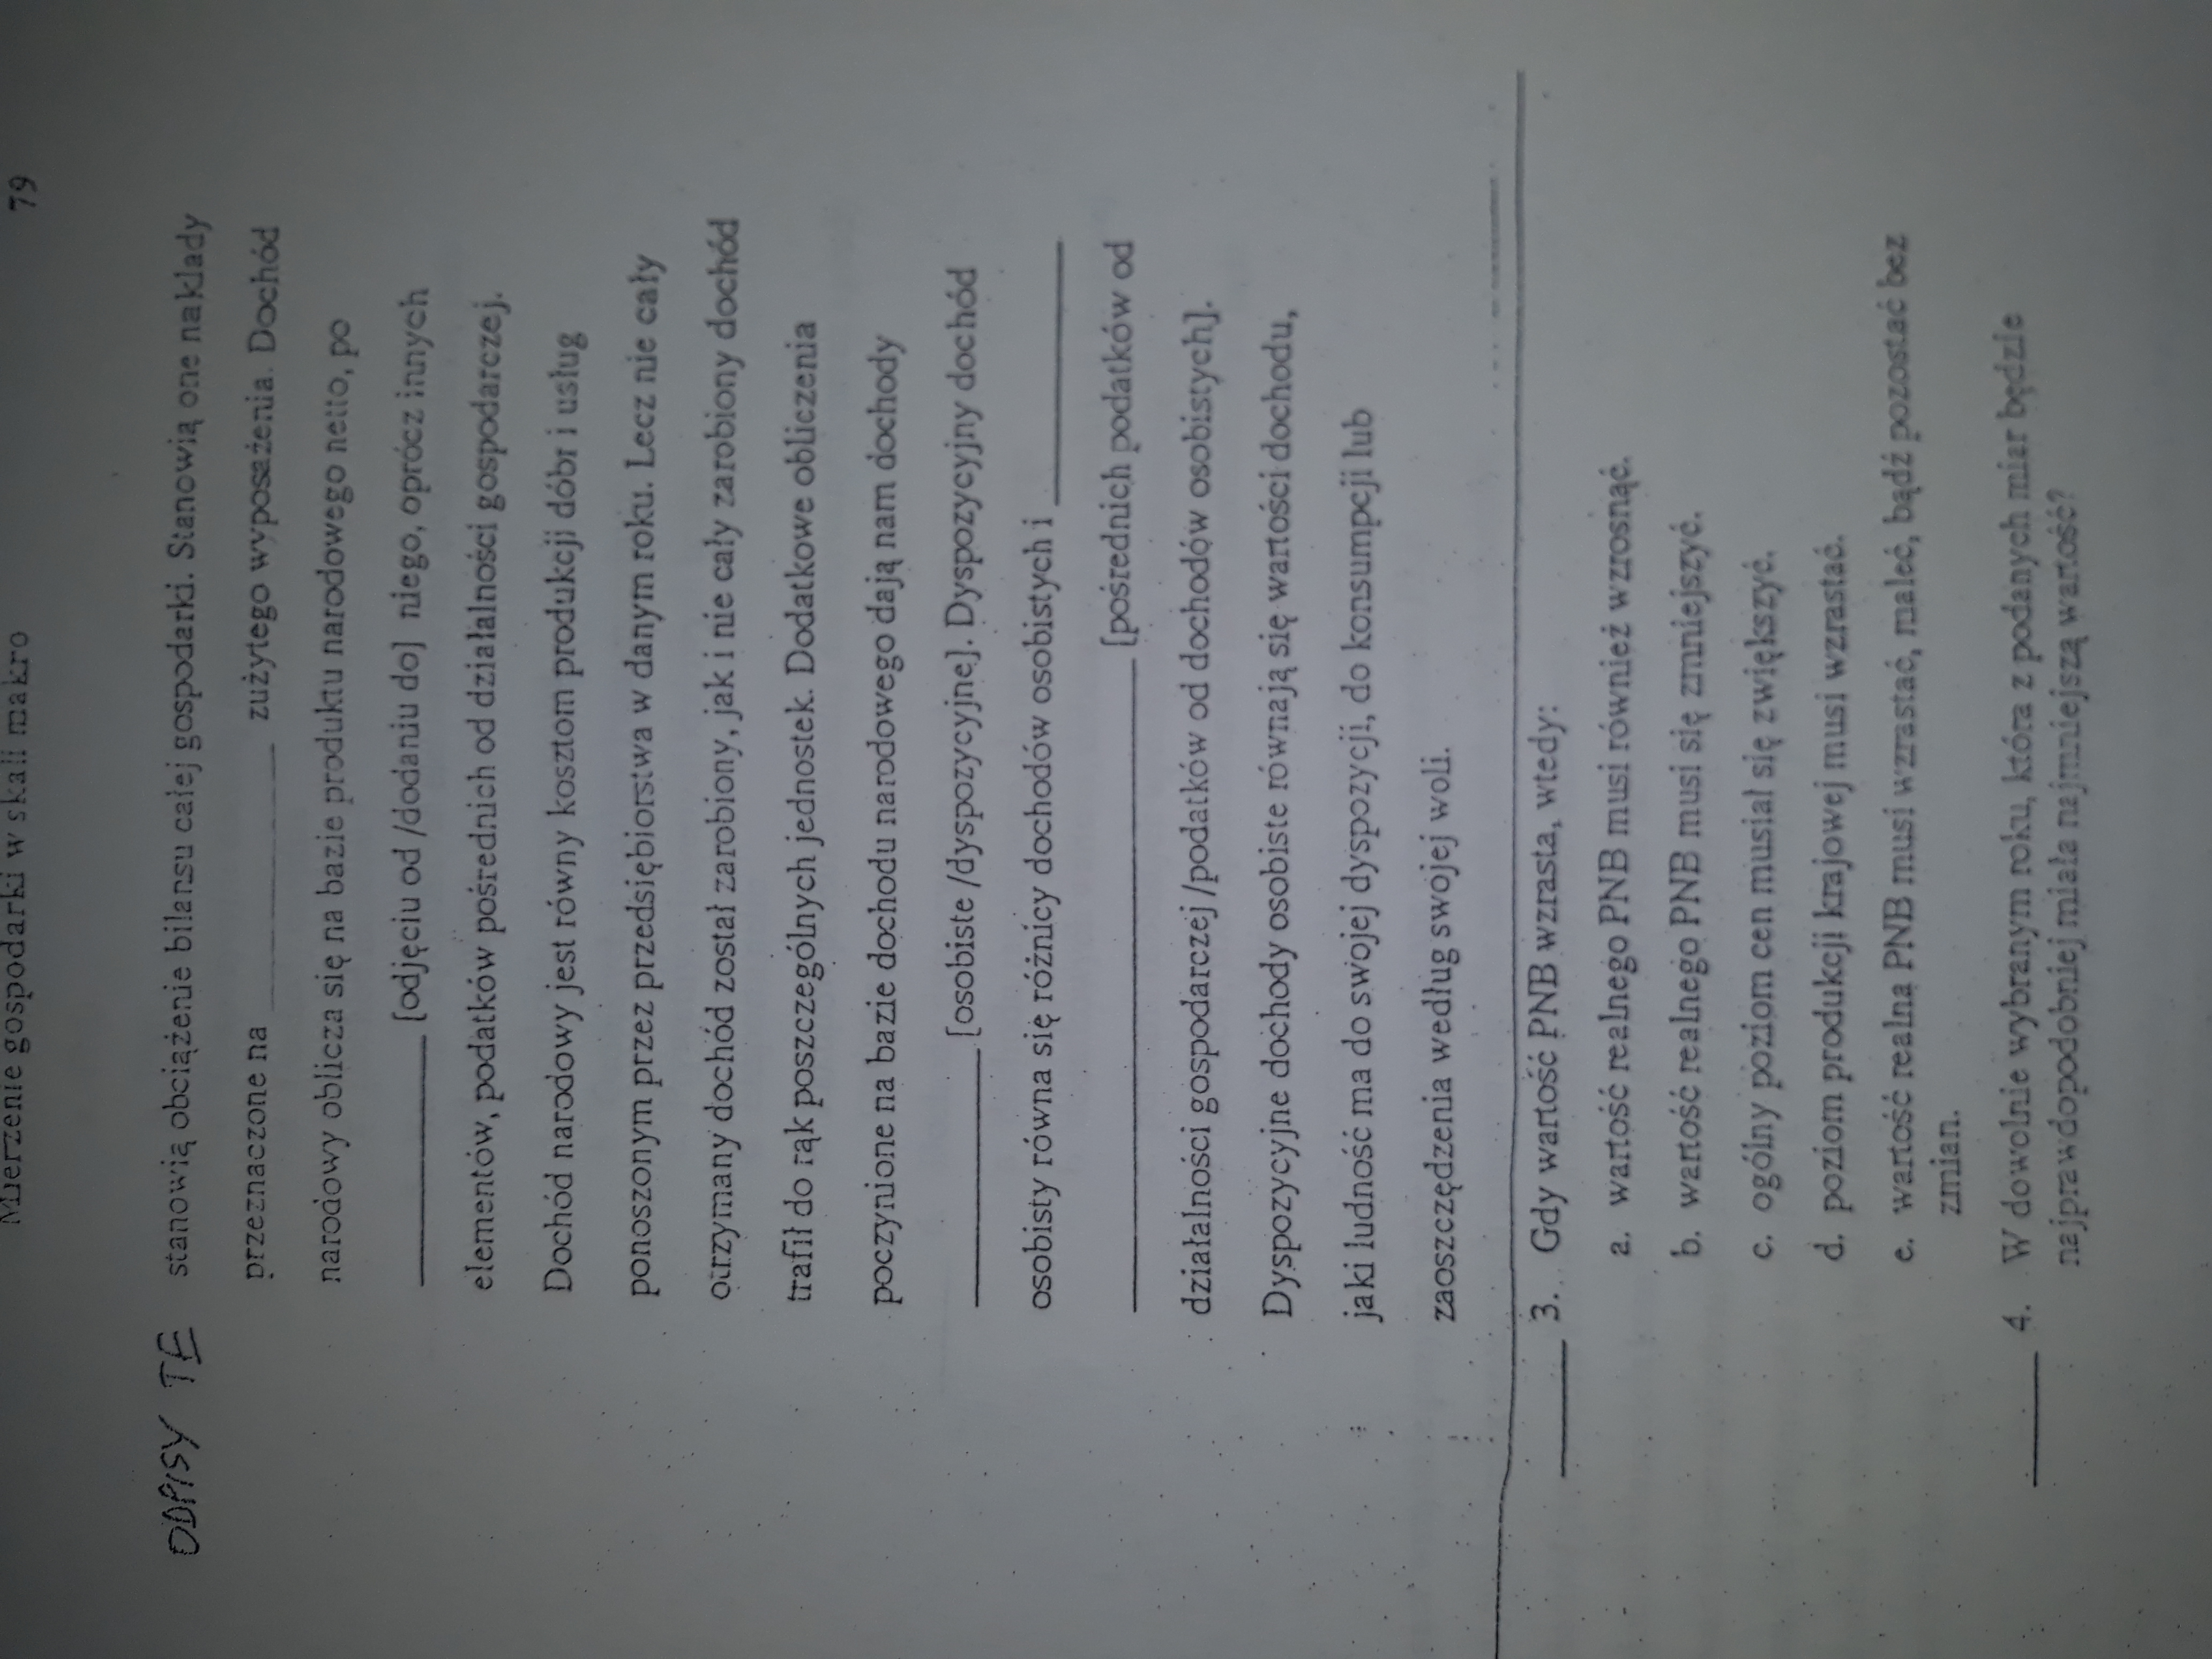 Mierzenie gospodarki w skali makro 79
ODPISY TE stanowią obciążenie bilansu całej gospodarki. Stanowią one nakłady
przeznaczone na ____________ zużytego wyposażenia. Dochód
narodowy oblicza się na bazie produktu narodowego netto, po
____________ [odjęciu od /dodaniu do] niego, oprócz innych
elementów, podatków pośrednich od działalności gospodarczej.
Dochód narodowy jest równy kosztom produkcji dóbr i usług
ponoszonym przez przedsiębiorstwa w danym roku. Lecz nie cały
otrzymany dochód został zarobiony, jak i nie cały zarobiony dochód
trafił do rąk poszczególnych jednostek. Dodatkowe obliczenia
poczynione na bazie dochodu narodowego dają nam dochody
____________ [osobiste /dyspozycyjne]. Dyspozycyjny dochód
osobisty równa się różnicy dochodów osobistych i ____________
____________________________ [pośrednich podatków od
działalności gospodarczej /podatków od dochodów osobistych].
Dyspozycyjne dochody osobiste równają się wartości dochodu,
jaki ludność ma do swojej dyspozycji, do konsumpcji lub
zaoszczędzenia według swojej woli.
______ 3. Gdy wartość PNB wzrasta, wtedy:
a. wartość realnego PNB musi również wzrosnąć.
b. wartość realnego PNB musi się zmniejszyć.
c. ogólny poziom cen musiał się zwiększyć.
d. poziom produkcji krajowej musi wzrastać.
e. wartość realna PNB musi wzrastać, maleć, bądź pozostać bez
zmian.
______ 4. W dowolnie wybranym roku, która z podanych miar będzie
najprawdopodobniej miała najmniejszą wartość?